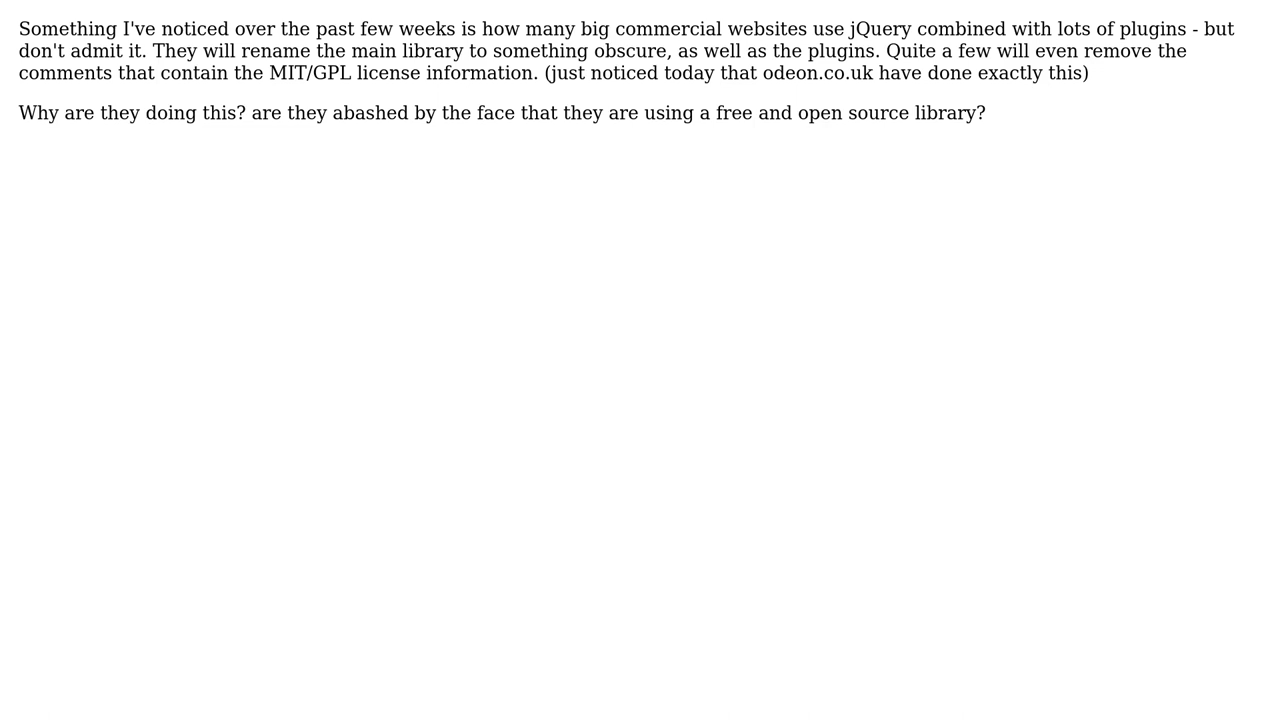 Something I've noticed over the past few weeks is how many big commercial websites use jQuery combined with lots of plugins - but
don't admit it. They will rename the main library to something obscure, as well as the plugins. Quite a few will even remove the
comments that contain the MIT/GPL license information. (just noticed today that odeon.co.uk have done exactly this)
Why are they doing this? are they abashed by the face that they are using a free and open source library?